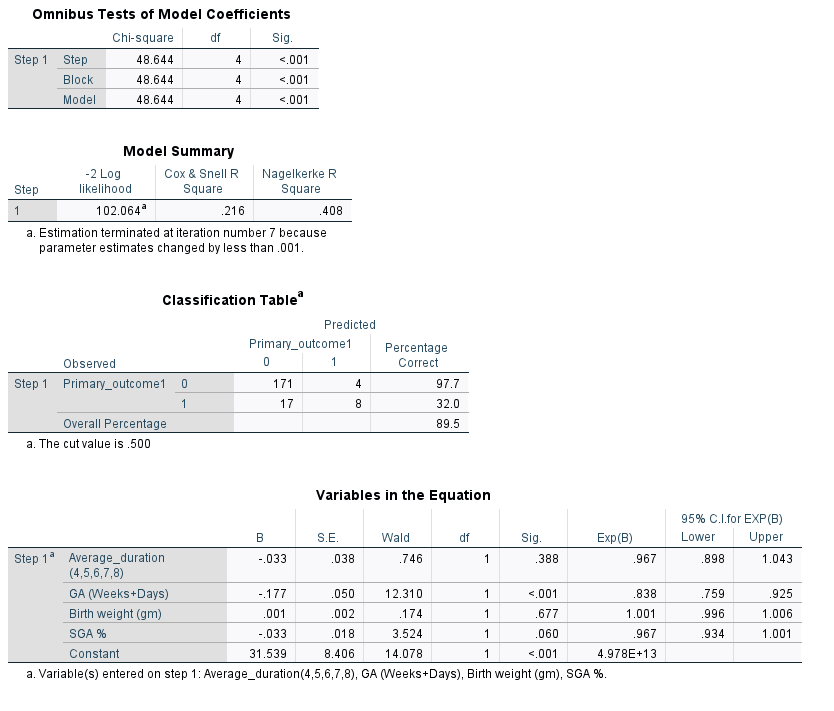 Omnibus Tests of Model Coefficients
Chi-square df Sig.
Step 1 Step 48.644 4 <.001
Block 48.644 4 <.001
Model 48.644 4 <.001
Model Summary
-2 Log Cox & Snell R Nagelkerke R
Step likelihood Square Square
1 102.064a .216 .408
a. Estimation terminated at iteration number 7 because
parameter estimates changed by less than .001.
Classification Tablea
Predicted
Primary_outcome1 Percentage
Observed 0 1 Correct
Step 1 Primary_outcome1 0 171 4 97.7
1 17 8 32.0
Overall Percentage 89.5
a. The cut value is .500
Variables in the Equation
95% C.I.for EXP(B)
B S.E. Wald df Sig. Exp(B) Lower Upper
Step 1a Average_duration -.033 .038 .746 1 .388 .967 .898 1.043
(4,5,6,7,8)
GA (Weeks+Days) -.177 .050 12.310 1 <.001 .838 .759 .925
Birth weight (gm) .001 .002 .174 1 .677 1.001 .996 1.006
SGA % -.033 .018 3.524 1 .060 .967 .934 1.001
Constant 31.539 8.406 14.078 1 <.001 4.978E+13
a. Variable(s) entered on step 1: Average_duration(4,5,6,7,8), GA (Weeks+Days), Birth weight (gm), SGA %.